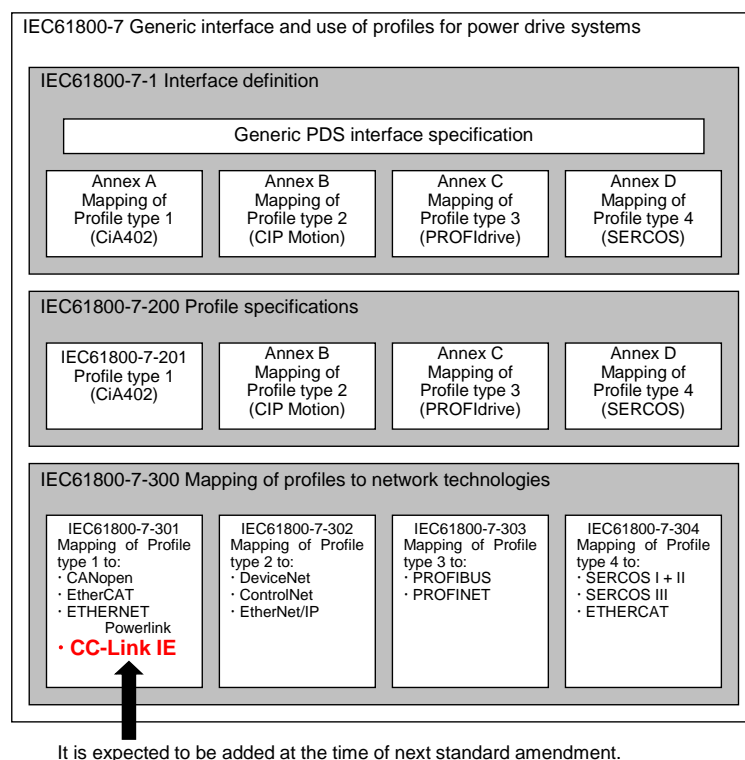 IEC61800-7 Generic interface and use of profiles for power drive systems
IEC61800-7-1 Interface definition
Generic PDS interface specification
Annex A
Mapping of
Profile type 1
(CiA402)
Annex B
Mapping of
Profile type 2
(CIP Motion)
Annex C
Mapping of
Profile type 3
(PROFIdrive)
Annex D
Mapping of
Profile type 4
(SERCOS)
IEC61800-7-200 Profile specifications
IEC61800-7-201
Profile type 1
(CiA402)
Annex B
Mapping of
Profile type 2
(CIP Motion)
Annex C
Mapping of
Profile type 3
(PROFIdrive)
Annex D
Mapping of
Profile type 4
(SERCOS)
IEC61800-7-300 Mapping of profiles to network technologies
IEC61800-7-301
Mapping of Profile
type 1 to:
· CANopen
· EtherCAT
· ETHERNET
Powerlink
· CC-Link IE
IEC61800-7-302
Mapping of Profile
type 2 to:
· DeviceNet
· ControlNet
· EtherNet/IP
IEC61800-7-303
Mapping of Profile
type 3 to:
· PROFIBUS
· PROFINET
IEC61800-7-304
Mapping of Profile
type 4 to:
· SERCOS I + II
· SERCOS III
· ETHERCAT
It is expected to be added at the time of next standard amendment.